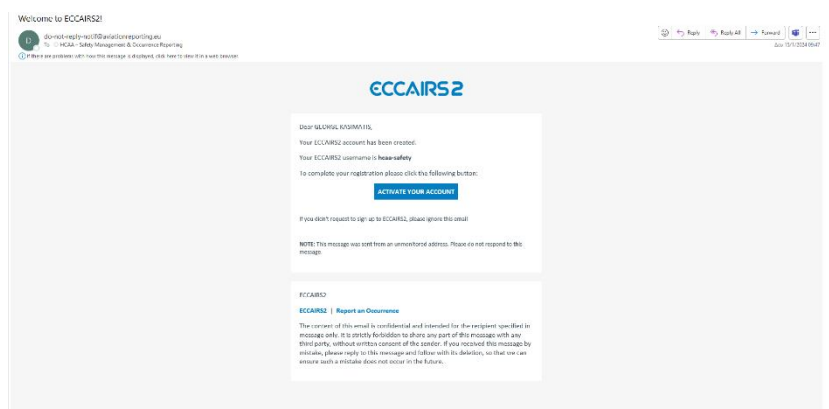 Welcome to ECCAIRS2!
D
do-not-reply-notif@aviationreporting.eu
To HCAA - Safety Management & Occurrence Reporting
If there are problems with how this message is displayed, click here to view it in a web browser.
Reply Reply All Forward
ECCAIRS 2
Dear GEORGE KASIMATIS,
Your ECCAIRS2 account has been created.
Your ECCAIRS2 username is hcaa-safety
To complete your registration please click the following button:
ACTIVATE YOUR ACCOUNT
If you didn't request to sign up to ECCAIRS2, please ignore this email
NOTE: This message was sent from an unmonitored address. Please do not respond to this
message.
ECCAIRS2
ECCAIRS2 | Report an Occurrence
The content of this email is confidential and intended for the recipient specified in
message only. It is strictly forbidden to share any part of this message with any
third party, without written consent of the sender. If you received this message by
mistake, please reply to this message and follow with its deletion, so that we can
ensure such a mistake does not occur in the future.